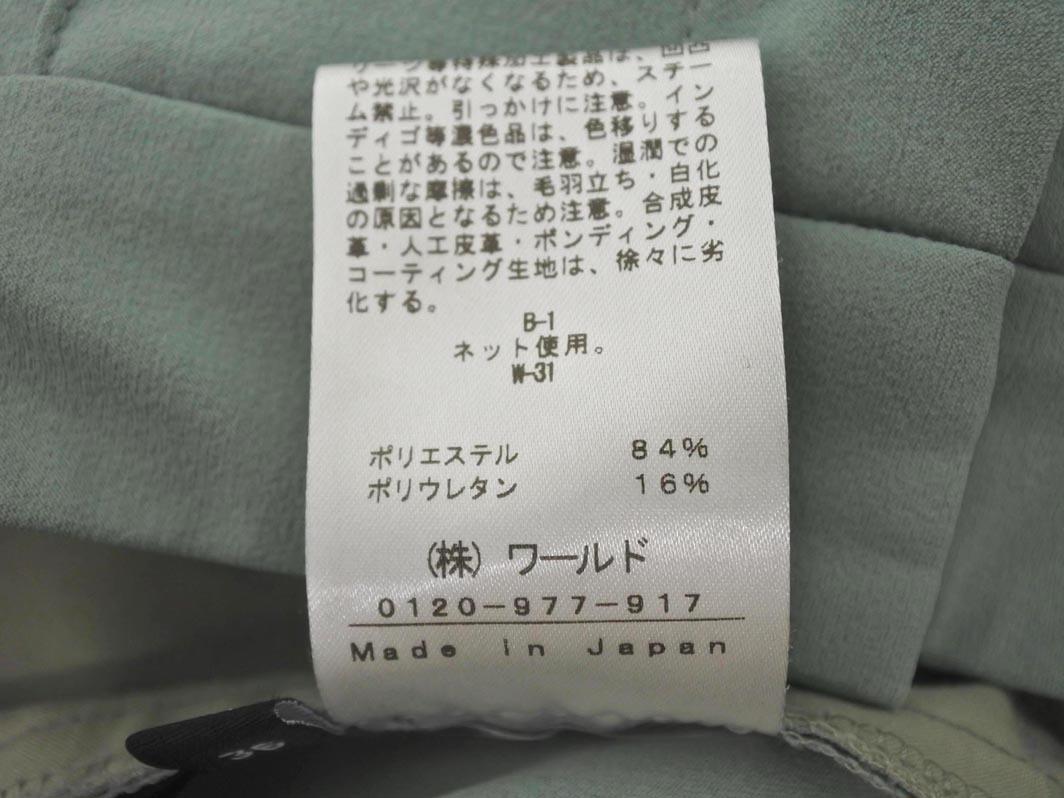 等特殊加工製品は、凹凸
や光沢がなくなるため、スチー
ム禁止。引っかけに注意。イン
ディゴ等濃色品は、色移りする
ことがあるので注意。湿潤での
過剰な摩擦は、毛羽立ち・白化
の原因となるため注意。合成皮
革・人工皮革・ボンディング・
コーティング生地は、徐々に劣
化する。
B-1
ネット使用。
W-31
ポリエステル 84%
ポリウレタン 16%
(株) ワールド
0120-977-917
Made in Japan
36